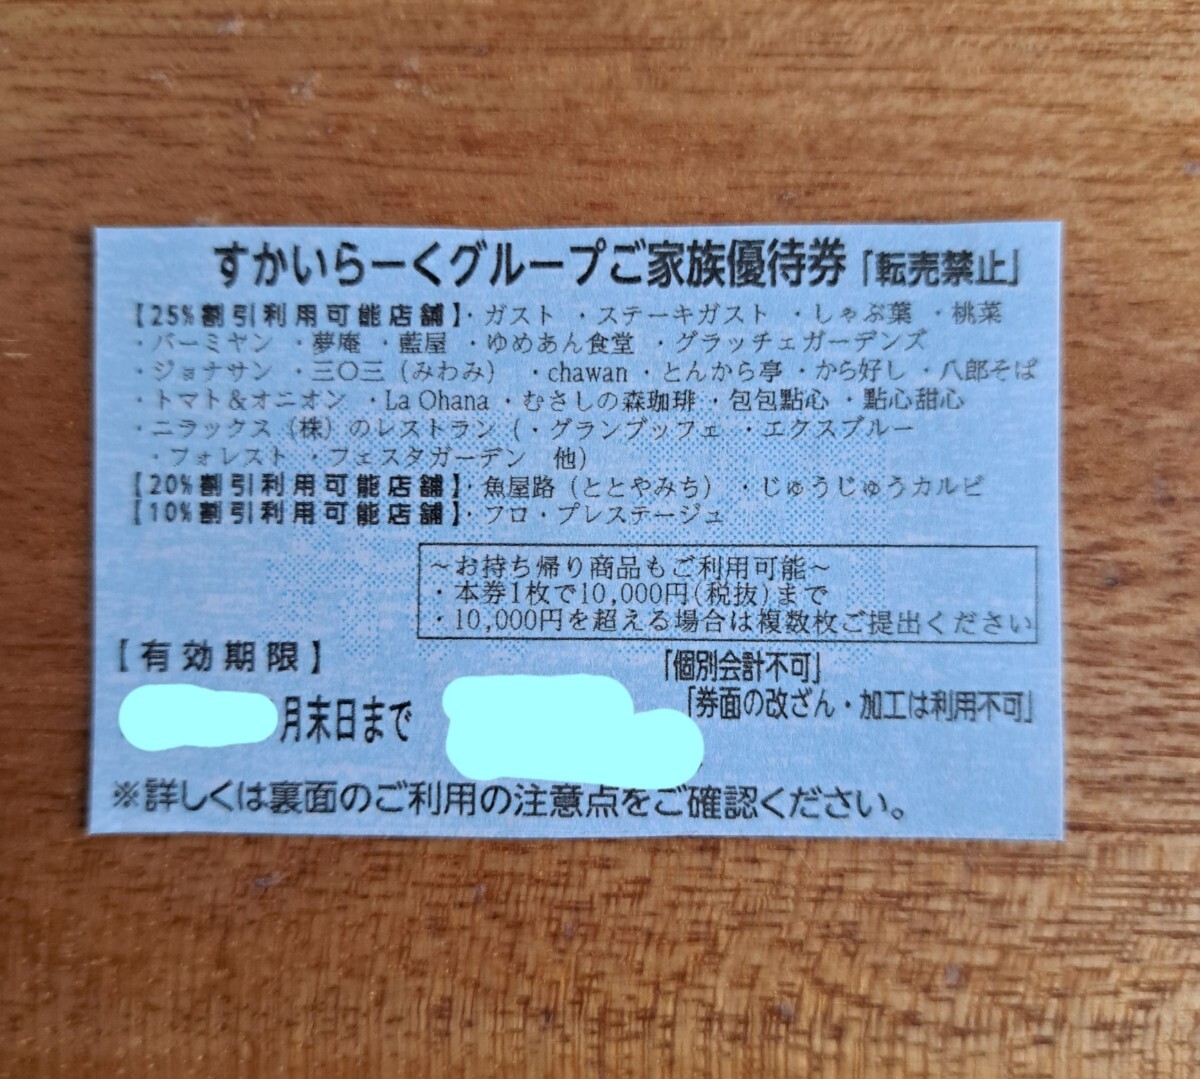 すかいらーくグループご家族優待券「転売禁止」
【25%割引利用可能店舗】・ガスト ・ステーキガスト ・しゃぶ葉 ・桃菜
・バーミヤン ・夢庵 ・藍屋 ・ゆめあん食堂 ・グラッチェガーデンズ
・ジョナサン ・三〇三（みわみ） ・chawan ・とんから亭 ・から好し ・八郎そば
・トマト＆オニオン ・La Ohana ・むさしの森珈琲 ・包包點心 ・點心甜心
・ニラックス（株）のレストラン（・グランブッフェ ・エクスブルー
・フォレスト ・フェスタガーデン 他）
【20%割引利用可能店舗】・魚屋路（ととやみち） ・じゅうじゅうカルビ
【10%割引利用可能店舗】・フロ・プレステージュ
～お持ち帰り商品もご利用可能～
・本券1枚で10,000円(税抜)まで
・10,000円を超える場合は複数枚ご提出ください
【有効期限】
「個別会計不可」
月末日まで
「券面の改ざん・加工は利用不可」
※詳しくは裏面のご利用の注意点をご確認ください。